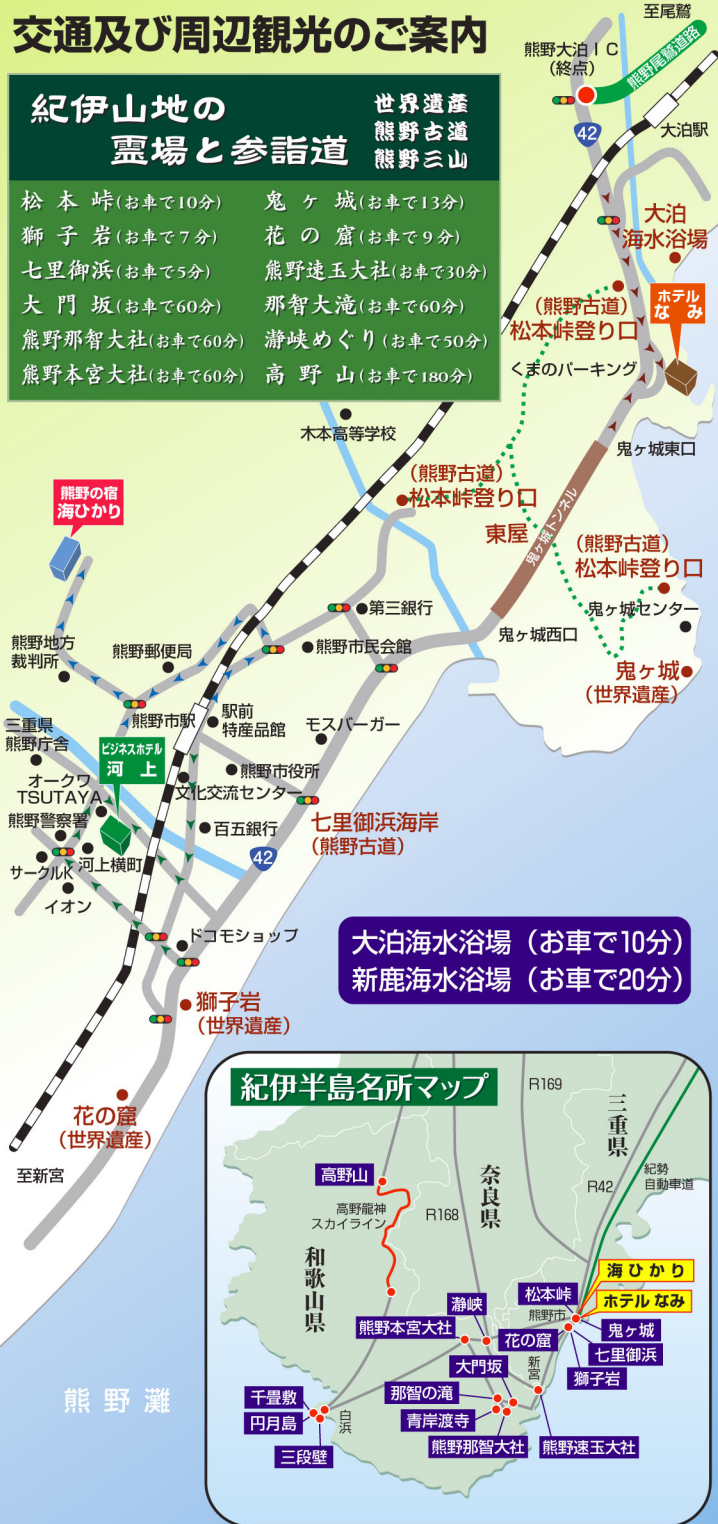 交通及び周辺観光のご案内
紀伊山地の
霊場と参詣道
世界遺産
熊野古道
熊野三山
松本峠(お車で10分)
鬼ヶ城(お車で13分)
獅子岩(お車で7分)
花の窟(お車で9分)
七里御浜(お車で5分)
熊野速玉大社(お車で30分)
大門坂(お車で60分)
那智大滝(お車で60分)
熊野那智大社(お車で60分)
瀞峡めぐり(お車で50分)
熊野本宮大社(お車で60分)
高野山(お車で180分)
至尾鷲
熊野大泊IC
(終点)
熊野尾鷲道路
42
大泊駅
大泊
海水浴場
(熊野古道)
松本峠登り口
ホテル
なみ
くまのパーキング
木本高等学校
鬼ヶ城東口
(熊野古道)
松本峠登り口
熊野の宿
海ひかり
東屋
鬼ヶ城トンネル
(熊野古道)
松本峠登り口
第三銀行
鬼ヶ城センター
熊野地方
裁判所
熊野郵便局
熊野市民会館
鬼ヶ城西口
鬼ヶ城
(世界遺産)
熊野市駅
駅前
特産品館
三重県
熊野庁舎
モスバーガー
ビジネスホテル
河上
熊野市役所
オークワ
TSUTAYA
文化交流センター
熊野警察署
百五銀行
七里御浜海岸
(熊野古道)
サークルK
河上横町
42
イオン
ドコモショップ
大泊海水浴場(お車で10分)
新鹿海水浴場(お車で20分)
獅子岩
(世界遺産)
花の窟
(世界遺産)
至新宮
熊野灘
紀伊半島名所マップ
R169
三重県
高野山
奈良県
紀勢
自動車道
高野龍神
スカイライン
R168
R42
和歌山県
海ひかり
瀞峡
松本峠
熊野市
ホテルなみ
熊野本宮大社
花の窟
鬼ヶ城
七里御浜
大門坂
新宮
獅子岩
那智の滝
千畳敷
白浜
円月島
青岸渡寺
熊野那智大社
熊野速玉大社
三段壁